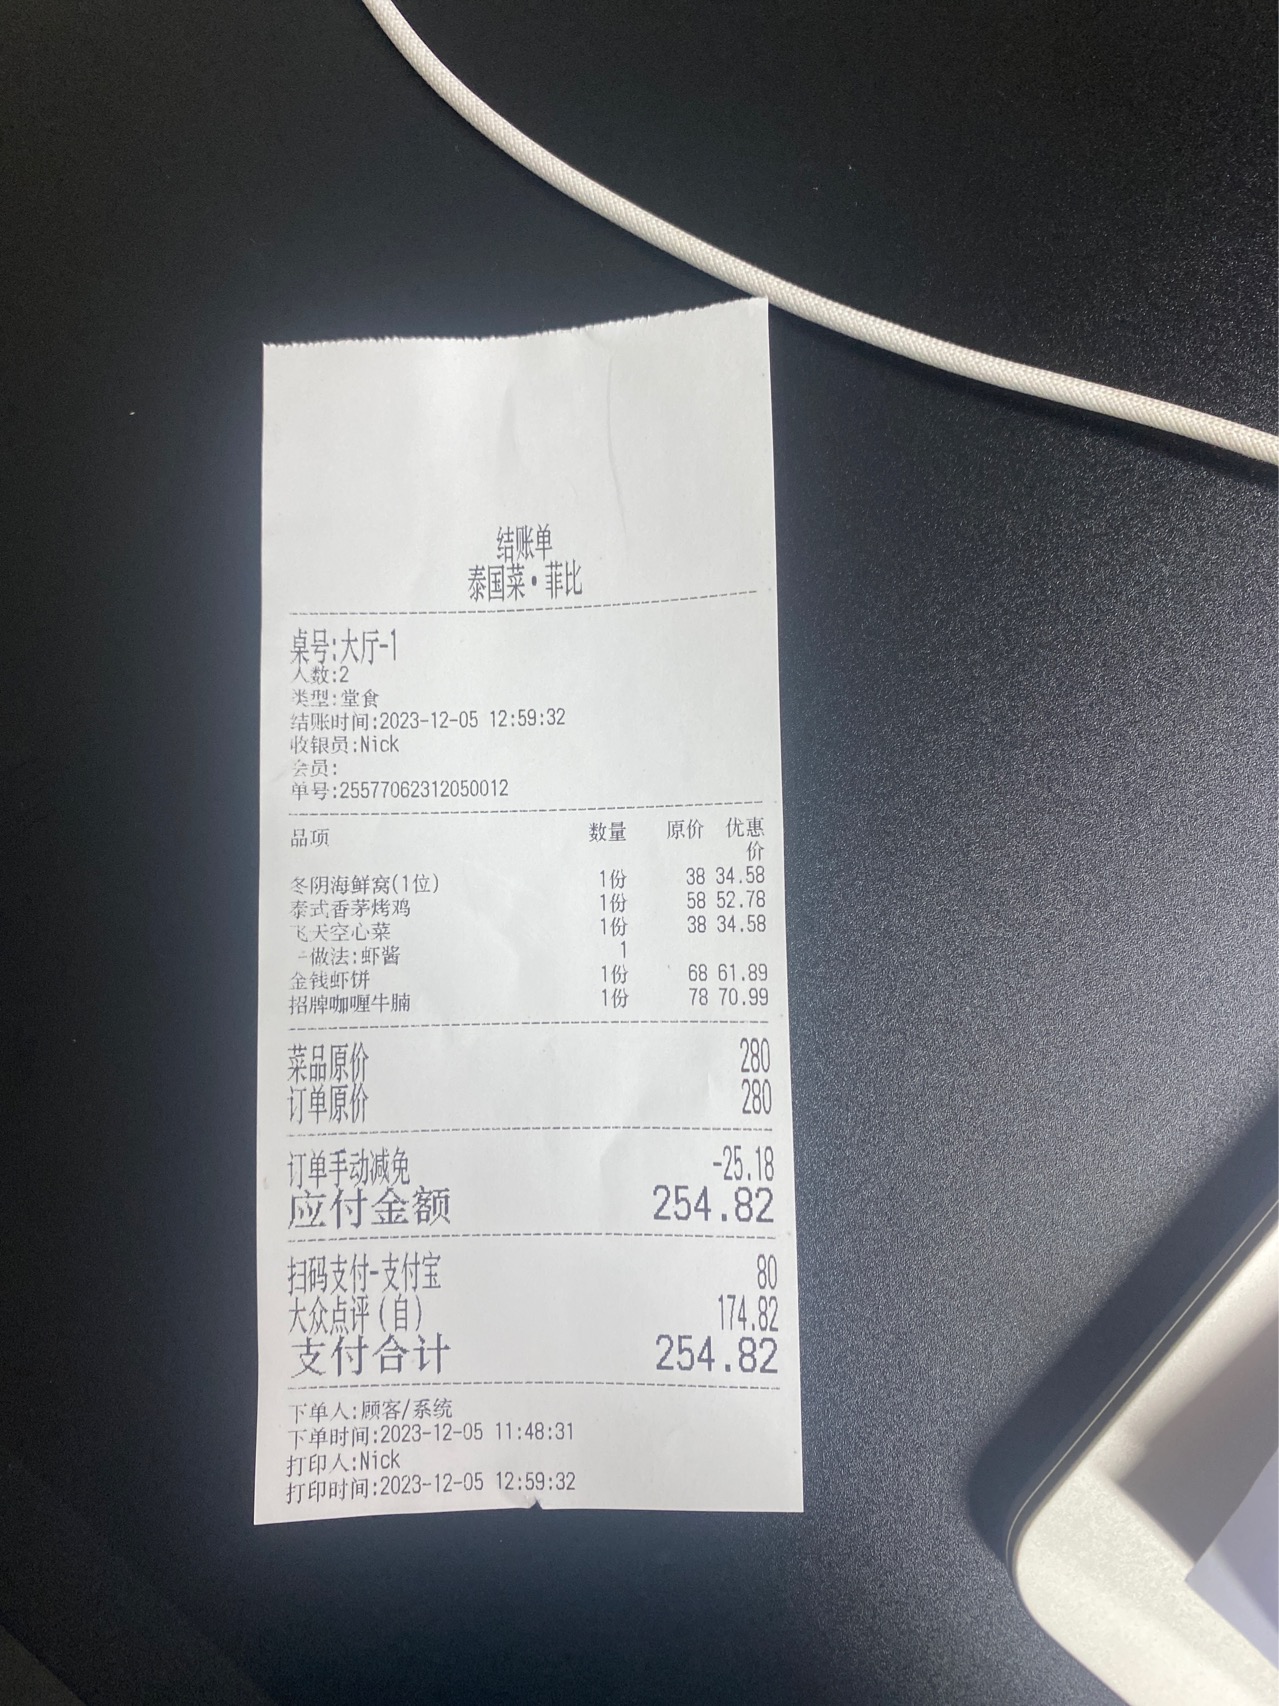 结账单
泰国菜·菲比
桌号:大厅-1
人数:2
类型:堂食
结账时间:2023-12-05 12:59:32
收银员:Nick
会员:
单号:25577062312050012
品项 数量 原价 优惠
价
冬阴海鲜窝(1位) 1份 38 34.58
泰式香茅烤鸡 1份 58 52.78
飞天空心菜 1份 38 34.58
-做法:虾酱 1
金钱虾饼 1份 68 61.89
招牌咖喱牛腩 1份 78 70.99
菜品原价 280
订单原价 280
订单手动减免 -25.18
应付金额 254.82
扫码支付-支付宝 80
大众点评(自) 174.82
支付合计 254.82
下单人:顾客/系统
下单时间:2023-12-05 11:48:31
打印人:Nick
打印时间:2023-12-05 12:59:32